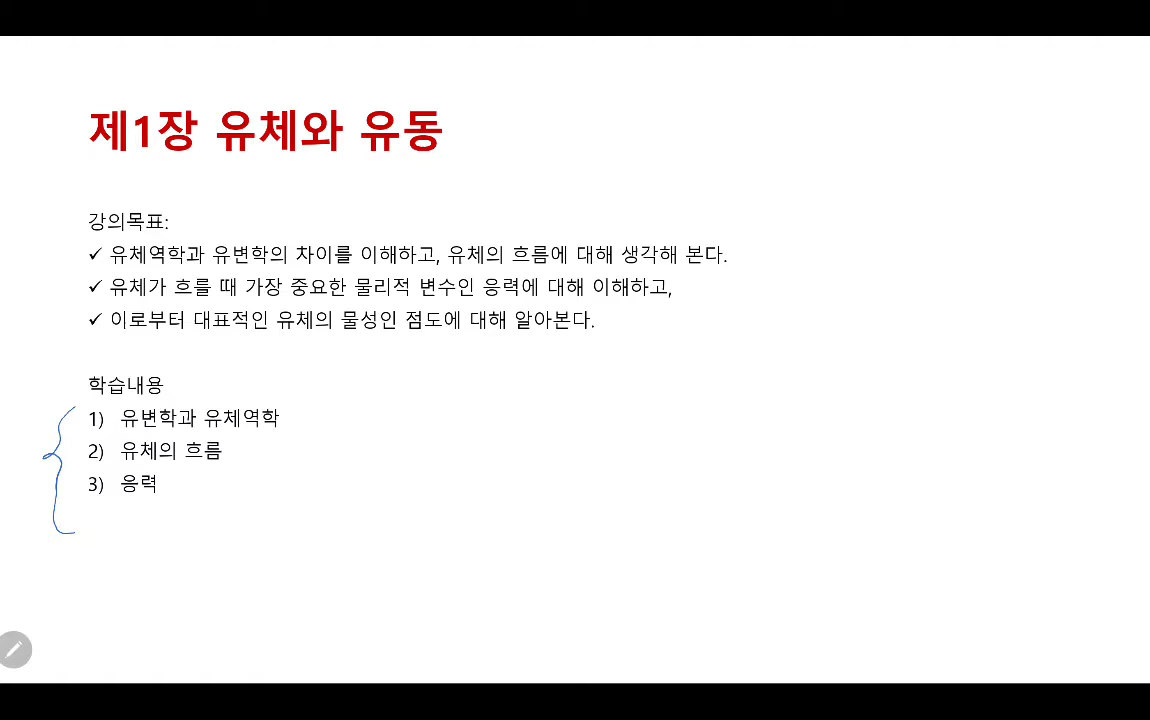 제1장 유체와 유동
강의목표:
✓ 유체역학과 유변학의 차이를 이해하고, 유체의 흐름에 대해 생각해 본다.
✓ 유체가 흐를 때 가장 중요한 물리적 변수인 응력에 대해 이해하고,
✓ 이로부터 대표적인 유체의 물성인 점도에 대해 알아본다.
학습내용
1) 유변학과 유체역학
2) 유체의 흐름
3) 응력